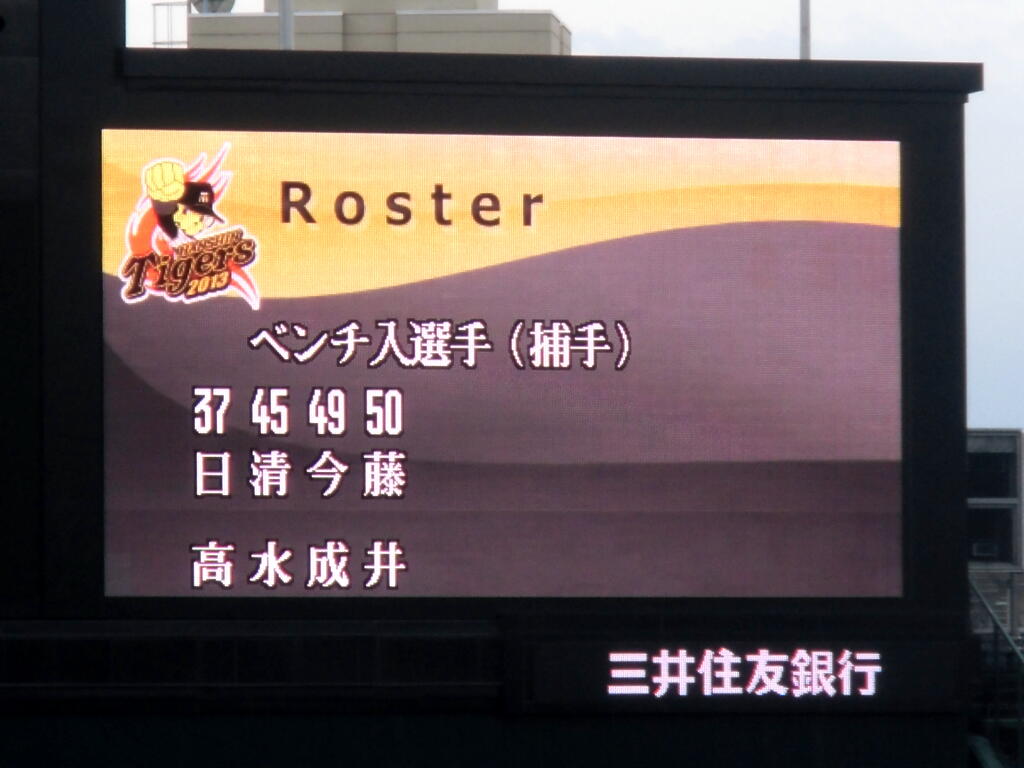 Roster
HANSHIN
Tigers
2013
ベンチ入選手（捕手）
37 45 49 50
日 清 今 藤
高 水 成 井
三井住友銀行